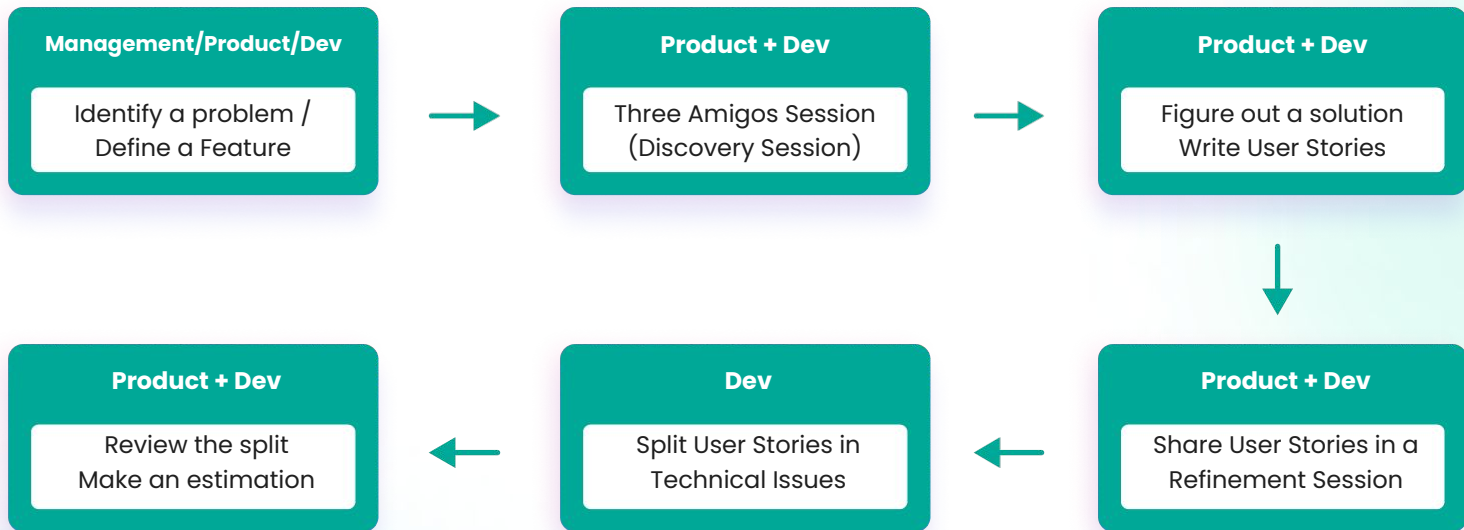 Management/Product/Dev
Identify a problem /
Define a Feature
Product + Dev
Three Amigos Session
(Discovery Session)
Product + Dev
Figure out a solution
Write User Stories
Product + Dev
Share User Stories in a
Refinement Session
Dev
Split User Stories in
Technical Issues
Product + Dev
Review the split
Make an estimation